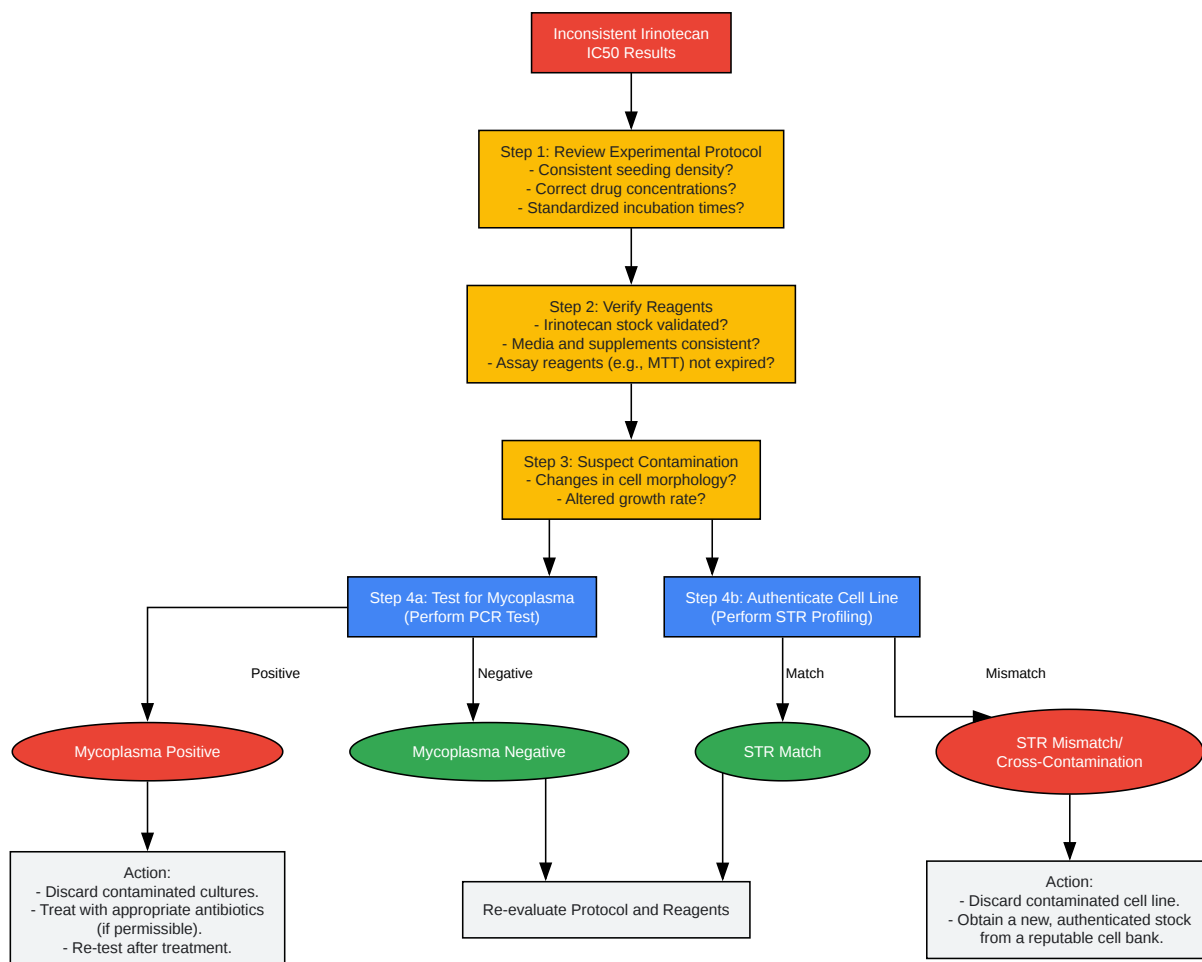 Inconsistent Irinotecan
IC50 Results
Step 1: Review Experimental Protocol
- Consistent seeding density?
- Correct drug concentrations?
- Standardized incubation times?
Step 2: Verify Reagents
- Irinotecan stock validated?
- Media and supplements consistent?
- Assay reagents (e.g., MTT) not expired?
Step 3: Suspect Contamination
- Changes in cell morphology?
- Altered growth rate?
Step 4a: Test for Mycoplasma
(Perform PCR Test)
Step 4b: Authenticate Cell Line
(Perform STR Profiling)
Positive
Negative
Match
Mismatch
Mycoplasma Positive
Mycoplasma Negative
STR Match
STR Mismatch/
Cross-Contamination
Action:
- Discard contaminated cultures.
- Treat with appropriate antibiotics
(if permissible).
- Re-test after treatment.
Re-evaluate Protocol and Reagents
Action:
- Discard contaminated cell line.
- Obtain a new, authenticated stock
from a reputable cell bank.